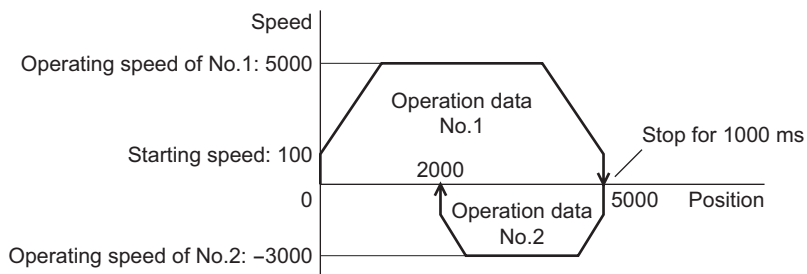 Speed
Operating speed of No.1: 5000
Operation data
No.1
Stop for 1000 ms
Starting speed: 100
2000
0
5000
Position
Operation data
No.2
Operating speed of No.2: −3000